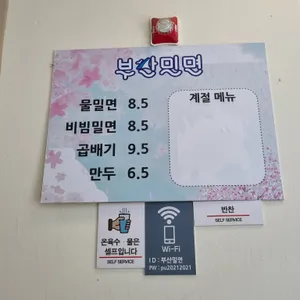 부산밀면
물밀면 8.5
비빔밀면 8.5
곱배기 9.5
만두 6.5
계절 메뉴
온육수 물은
셀프입니다
SELF SERVICE
Wi-Fi
ID : 부산밀면
PW : pu20212021
반찬
SELF SERVICE